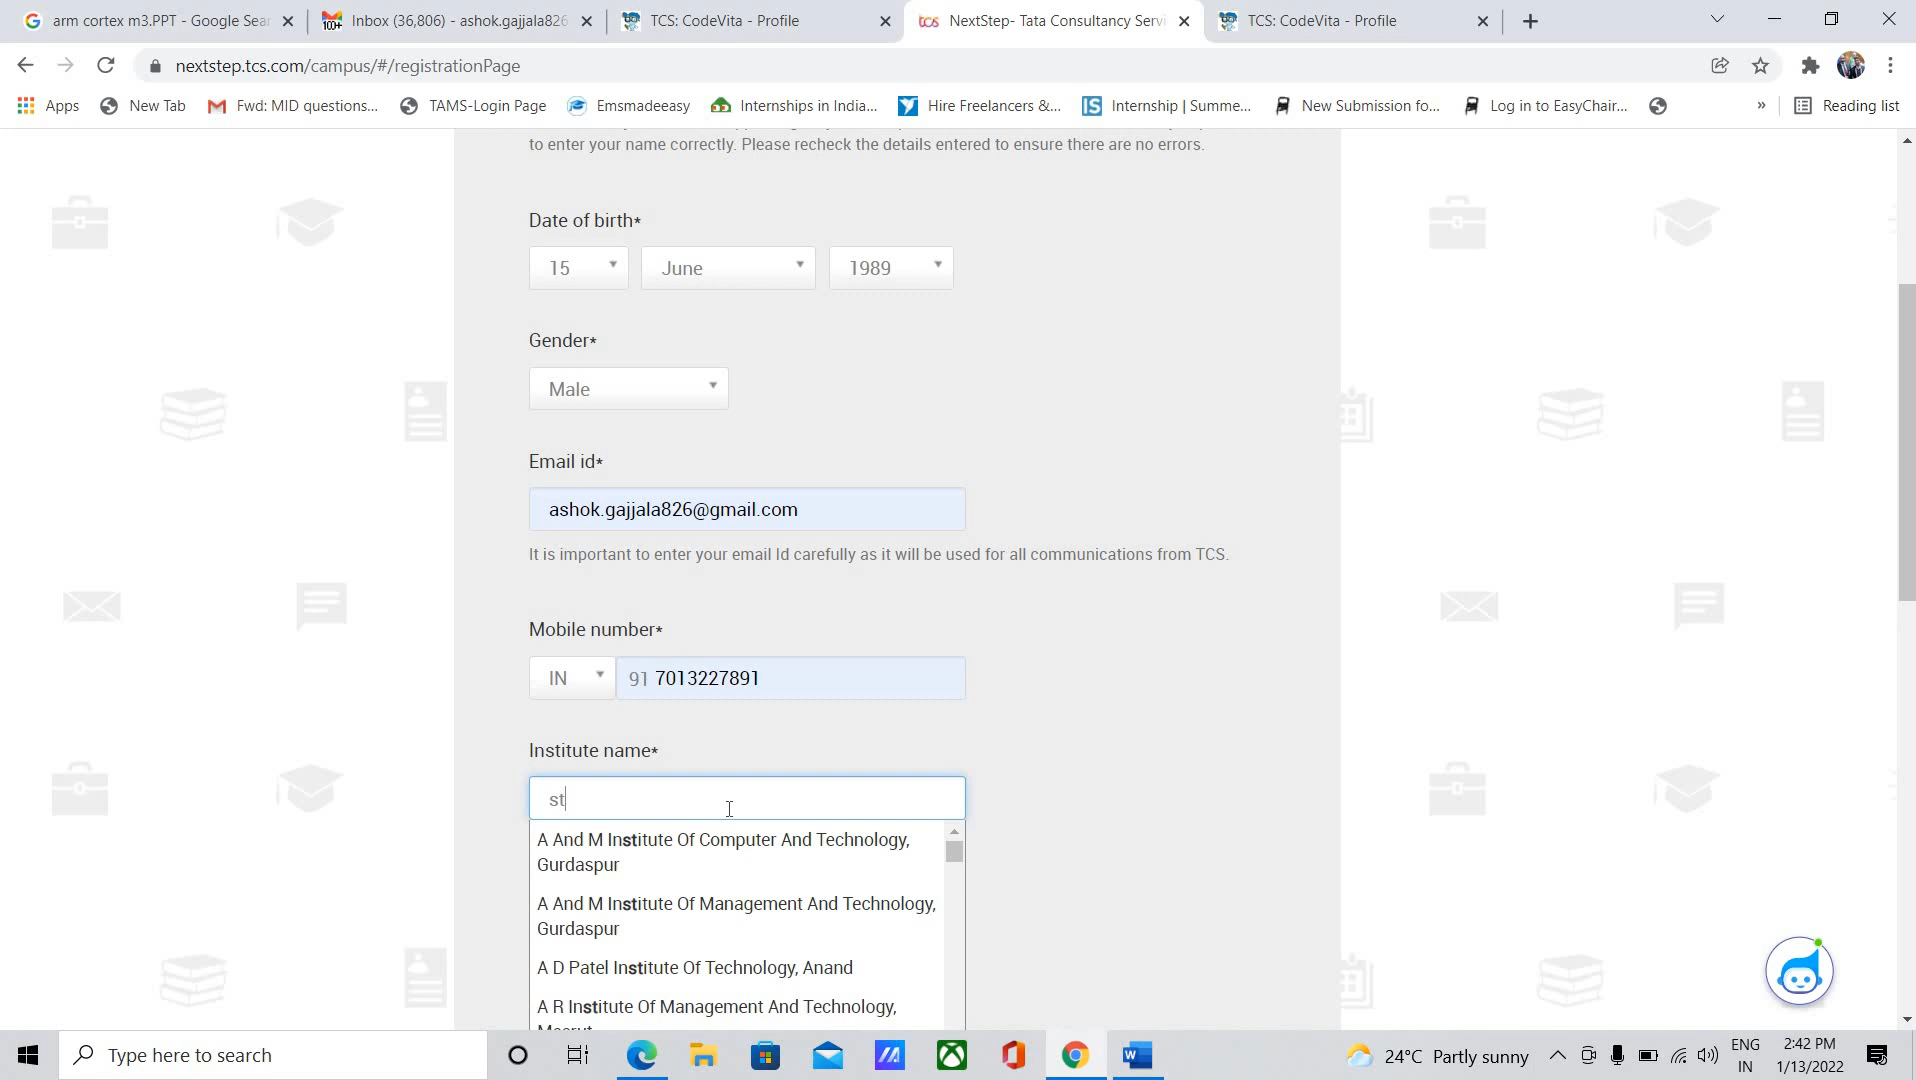 arm cortex m3.PPT - Google Sear
Inbox (36,806) - ashok.gajjala826
TCS: CodeVita - Profile
tcs NextStep- Tata Consultancy Servi
TCS: CodeVita - Profile
nextstep.tcs.com/campus/#/registrationPage
Apps
New Tab
Fwd: MID questions...
TAMS-Login Page
Emsmadeeasy
Internships in India...
Hire Freelancers &...
IS Internship | Summe...
New Submission fo...
Log in to EasyChair...
»
Reading list
to enter your name correctly. Please recheck the details entered to ensure there are no errors.
Date of birth*
15 June 1989
Gender*
Male
Email id*
ashok.gajjala826@gmail.com
It is important to enter your email Id carefully as it will be used for all communications from TCS.
Mobile number*
IN 91 7013227891
Institute name*
st
A And M Institute Of Computer And Technology,
Gurdaspur
A And M Institute Of Management And Technology,
Gurdaspur
A D Patel Institute Of Technology, Anand
A R Institute Of Management And Technology,
Type here to search
24°C Partly sunny
ENG
IN
2:42 PM
1/13/2022